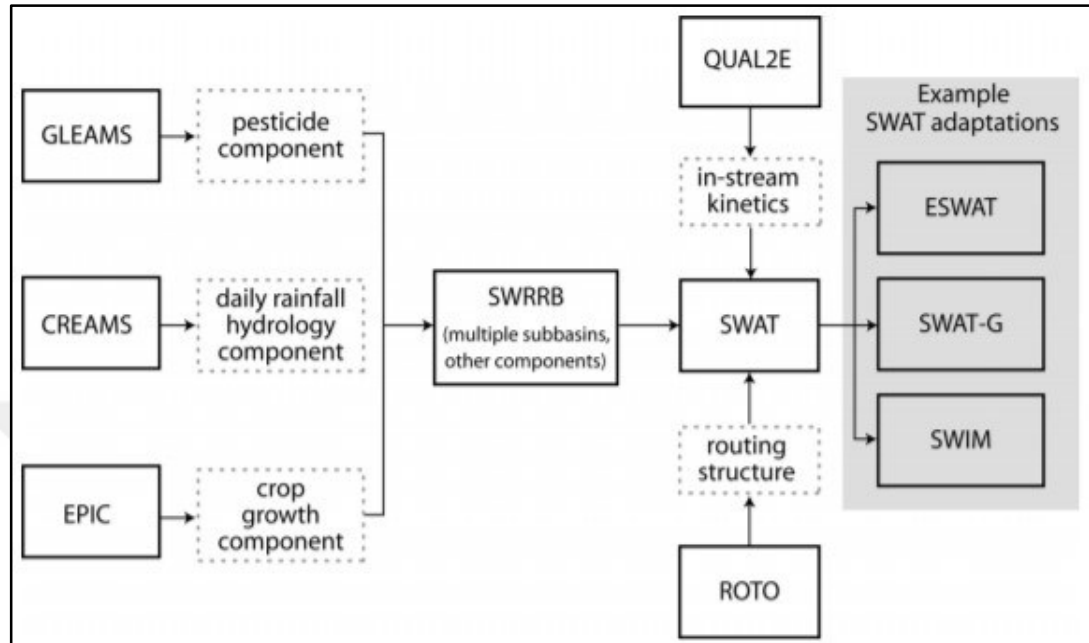 GLEAMS
pesticide
component
CREAMS
daily rainfall
hydrology
component
EPIC
crop
growth
component
SWRRB
(multiple subbasins,
other components)
QUAL2E
in-stream
kinetics
SWAT
routing
structure
ROTO
Example
SWAT adaptations
ESWAT
SWAT-G
SWIM